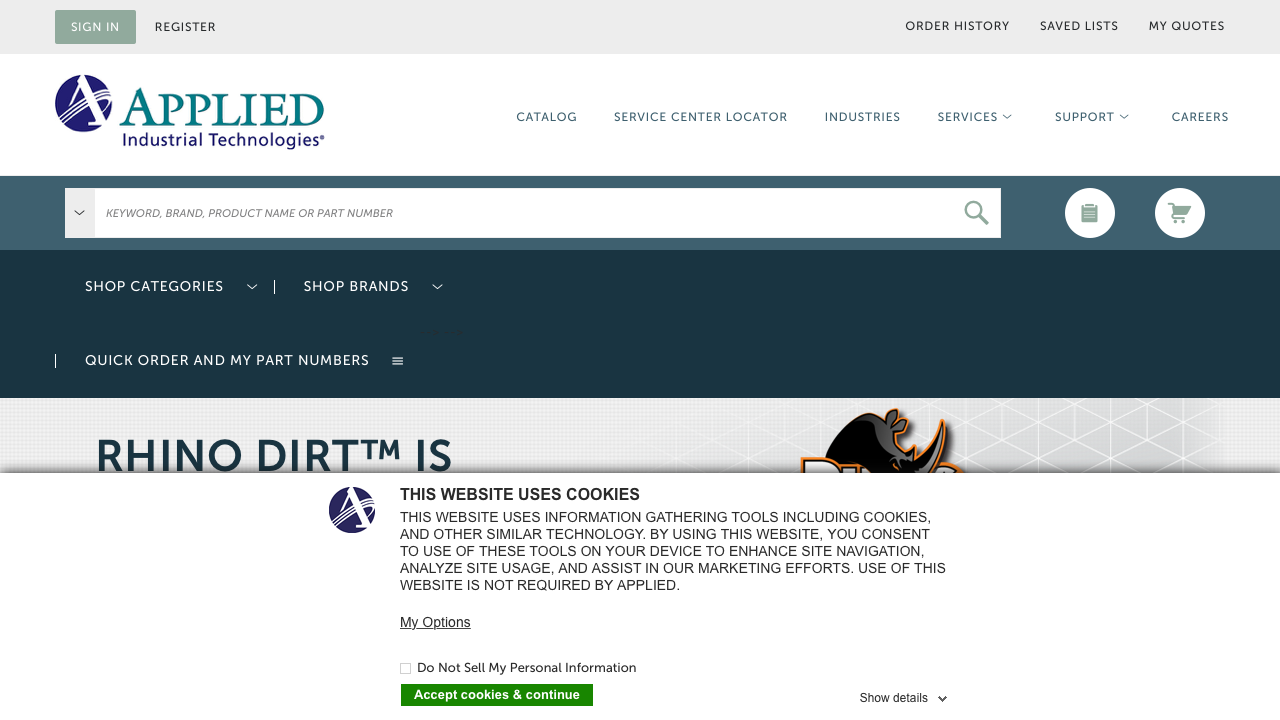 SIGN IN
REGISTER
ORDER HISTORY
SAVED LISTS
MY QUOTES
APPLIED
Industrial Technologies®
CATALOG
SERVICE CENTER LOCATOR
INDUSTRIES
SERVICES
SUPPORT
CAREERS
KEYWORD, BRAND, PRODUCT NAME OR PART NUMBER
SHOP CATEGORIES
SHOP BRANDS
QUICK ORDER AND MY PART NUMBERS
RHINO DIRT™ IS
THIS WEBSITE USES COOKIES
THIS WEBSITE USES INFORMATION GATHERING TOOLS INCLUDING COOKIES,
AND OTHER SIMILAR TECHNOLOGY. BY USING THIS WEBSITE, YOU CONSENT
TO USE OF THESE TOOLS ON YOUR DEVICE TO ENHANCE SITE NAVIGATION,
ANALYZE SITE USAGE, AND ASSIST IN OUR MARKETING EFFORTS. USE OF THIS
WEBSITE IS NOT REQUIRED BY APPLIED.
My Options
Do Not Sell My Personal Information
Accept cookies & continue
Show details